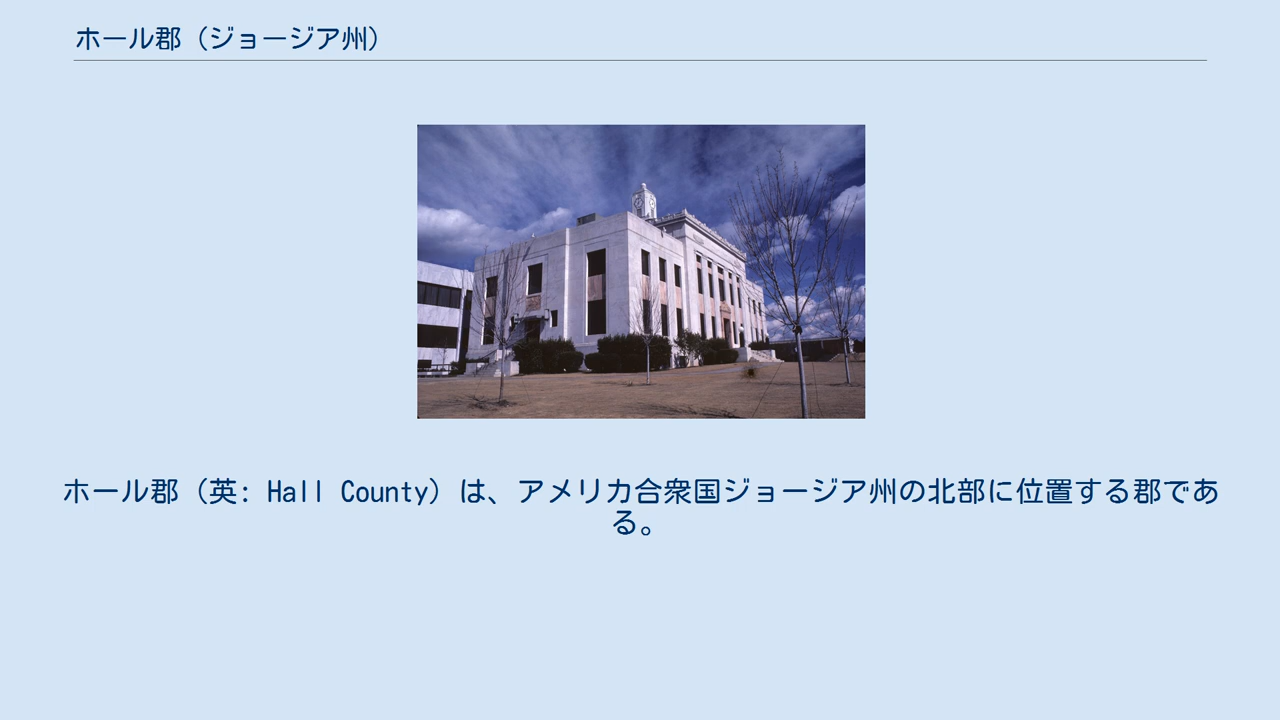 ホール郡（ジョージア州）
ホール郡（英: Hall County）は、アメリカ合衆国ジョージア州の北部に位置する郡であ
る。